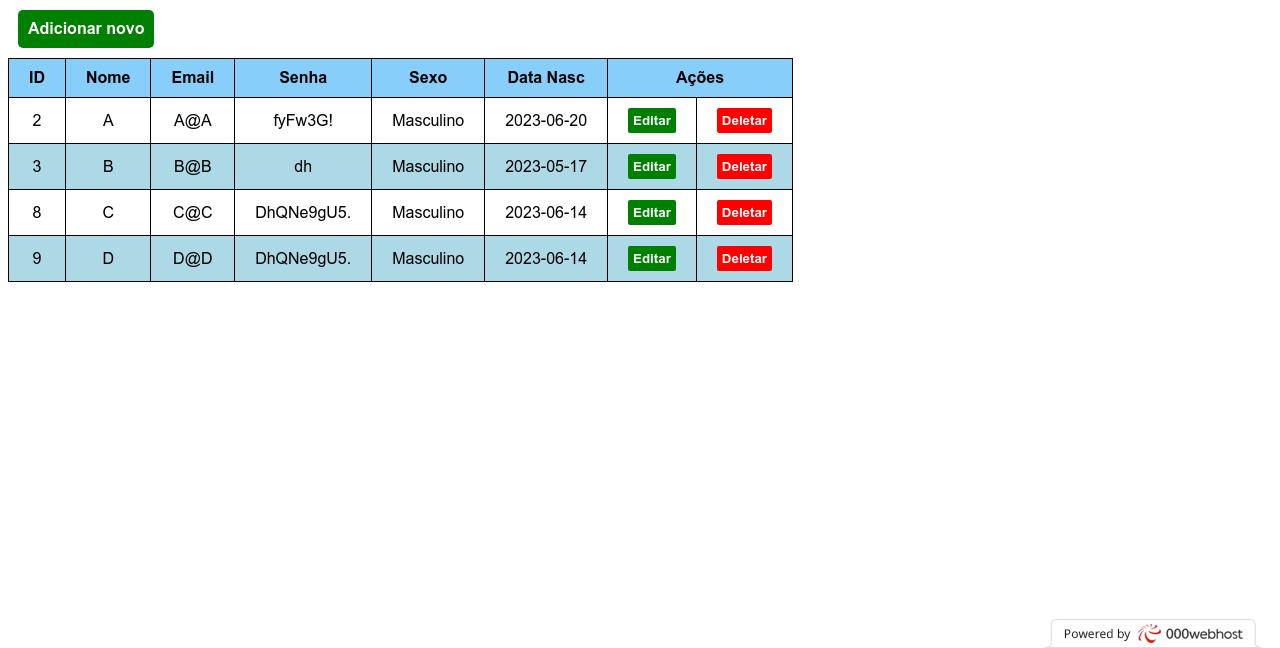 Adicionar novo
ID Nome Email Senha Sexo Data Nasc Ações
2 A A@A fyFw3G! Masculino 2023-06-20 Editar Deletar
3 B B@B dh Masculino 2023-05-17 Editar Deletar
8 C C@C DhQNe9gU5. Masculino 2023-06-14 Editar Deletar
9 D D@D DhQNe9gU5. Masculino 2023-06-14 Editar Deletar
Powered by 000webhost